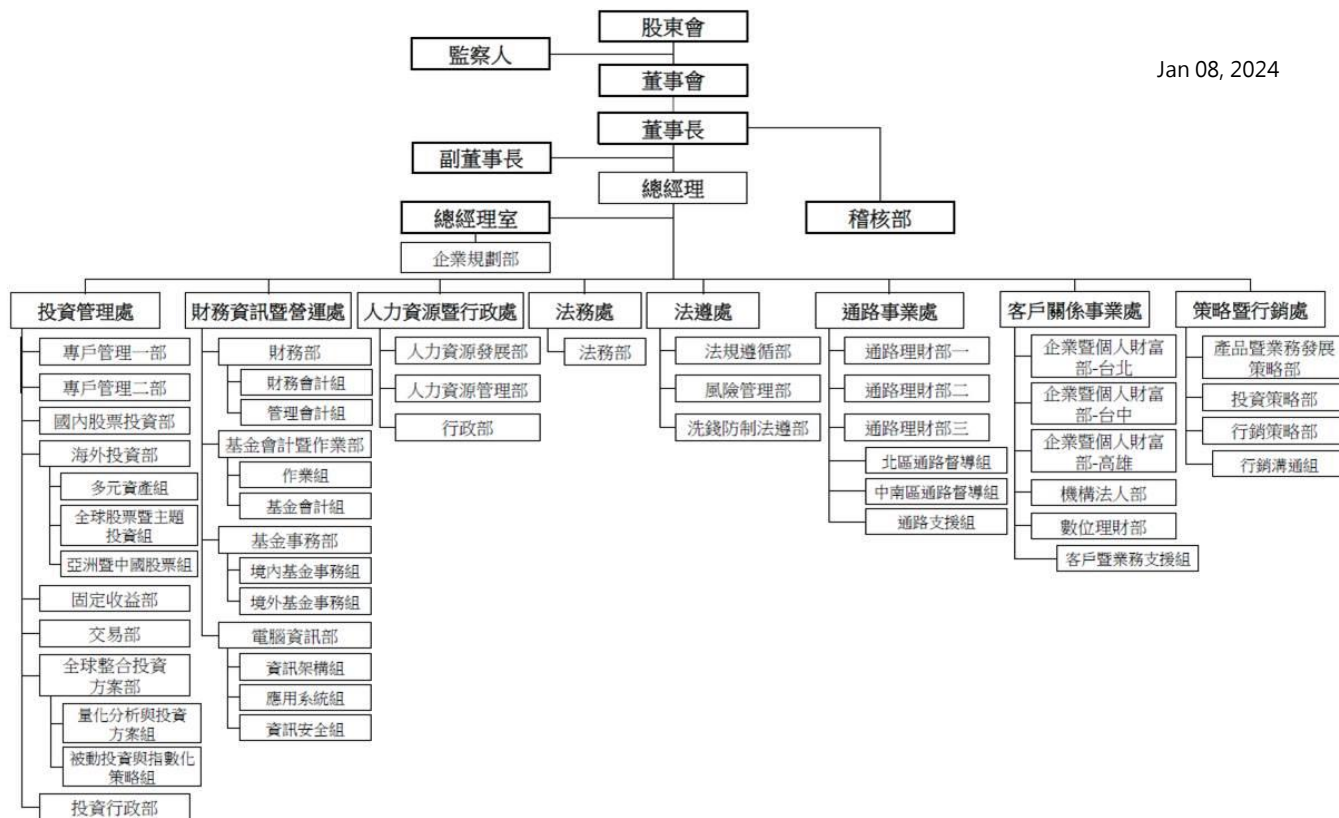 股東會
監察人
董事會
Jan 08, 2024
董事長
副董事長
總經理
總經理室
稽核部
企業規劃部
投資管理處
專戶管理一部
專戶管理二部
國內股票投資部
海外投資部
多元資產組
全球股票暨主題
投資組
亞洲暨中國股票組
固定收益部
交易部
全球整合投資
方案部
量化分析與投資
方案組
被動投資與指數化
策略組
投資行政部
財務資訊暨營運處
財務部
財務會計組
管理會計組
基金會計暨作業部
作業組
基金會計組
基金事務部
境內基金事務組
境外基金事務組
電腦資訊部
資訊架構組
應用系統組
資訊安全組
人力資源暨行政處
人力資源發展部
人力資源管理部
行政部
法務處
法務部
法遵處
法規遵循部
風險管理部
洗錢防制法遵部
通路事業處
通路理財部一
通路理財部二
通路理財部三
北區通路督導組
中南區通路督導組
通路支援組
客戶關係事業處
企業暨個人財富
部-台北
企業暨個人財富
部-台中
企業暨個人財富
部-高雄
機構法人部
數位理財部
客戶暨業務支援組
策略暨行銷處
產品暨業務發展
策略部
投資策略部
行銷策略部
行銷溝通組